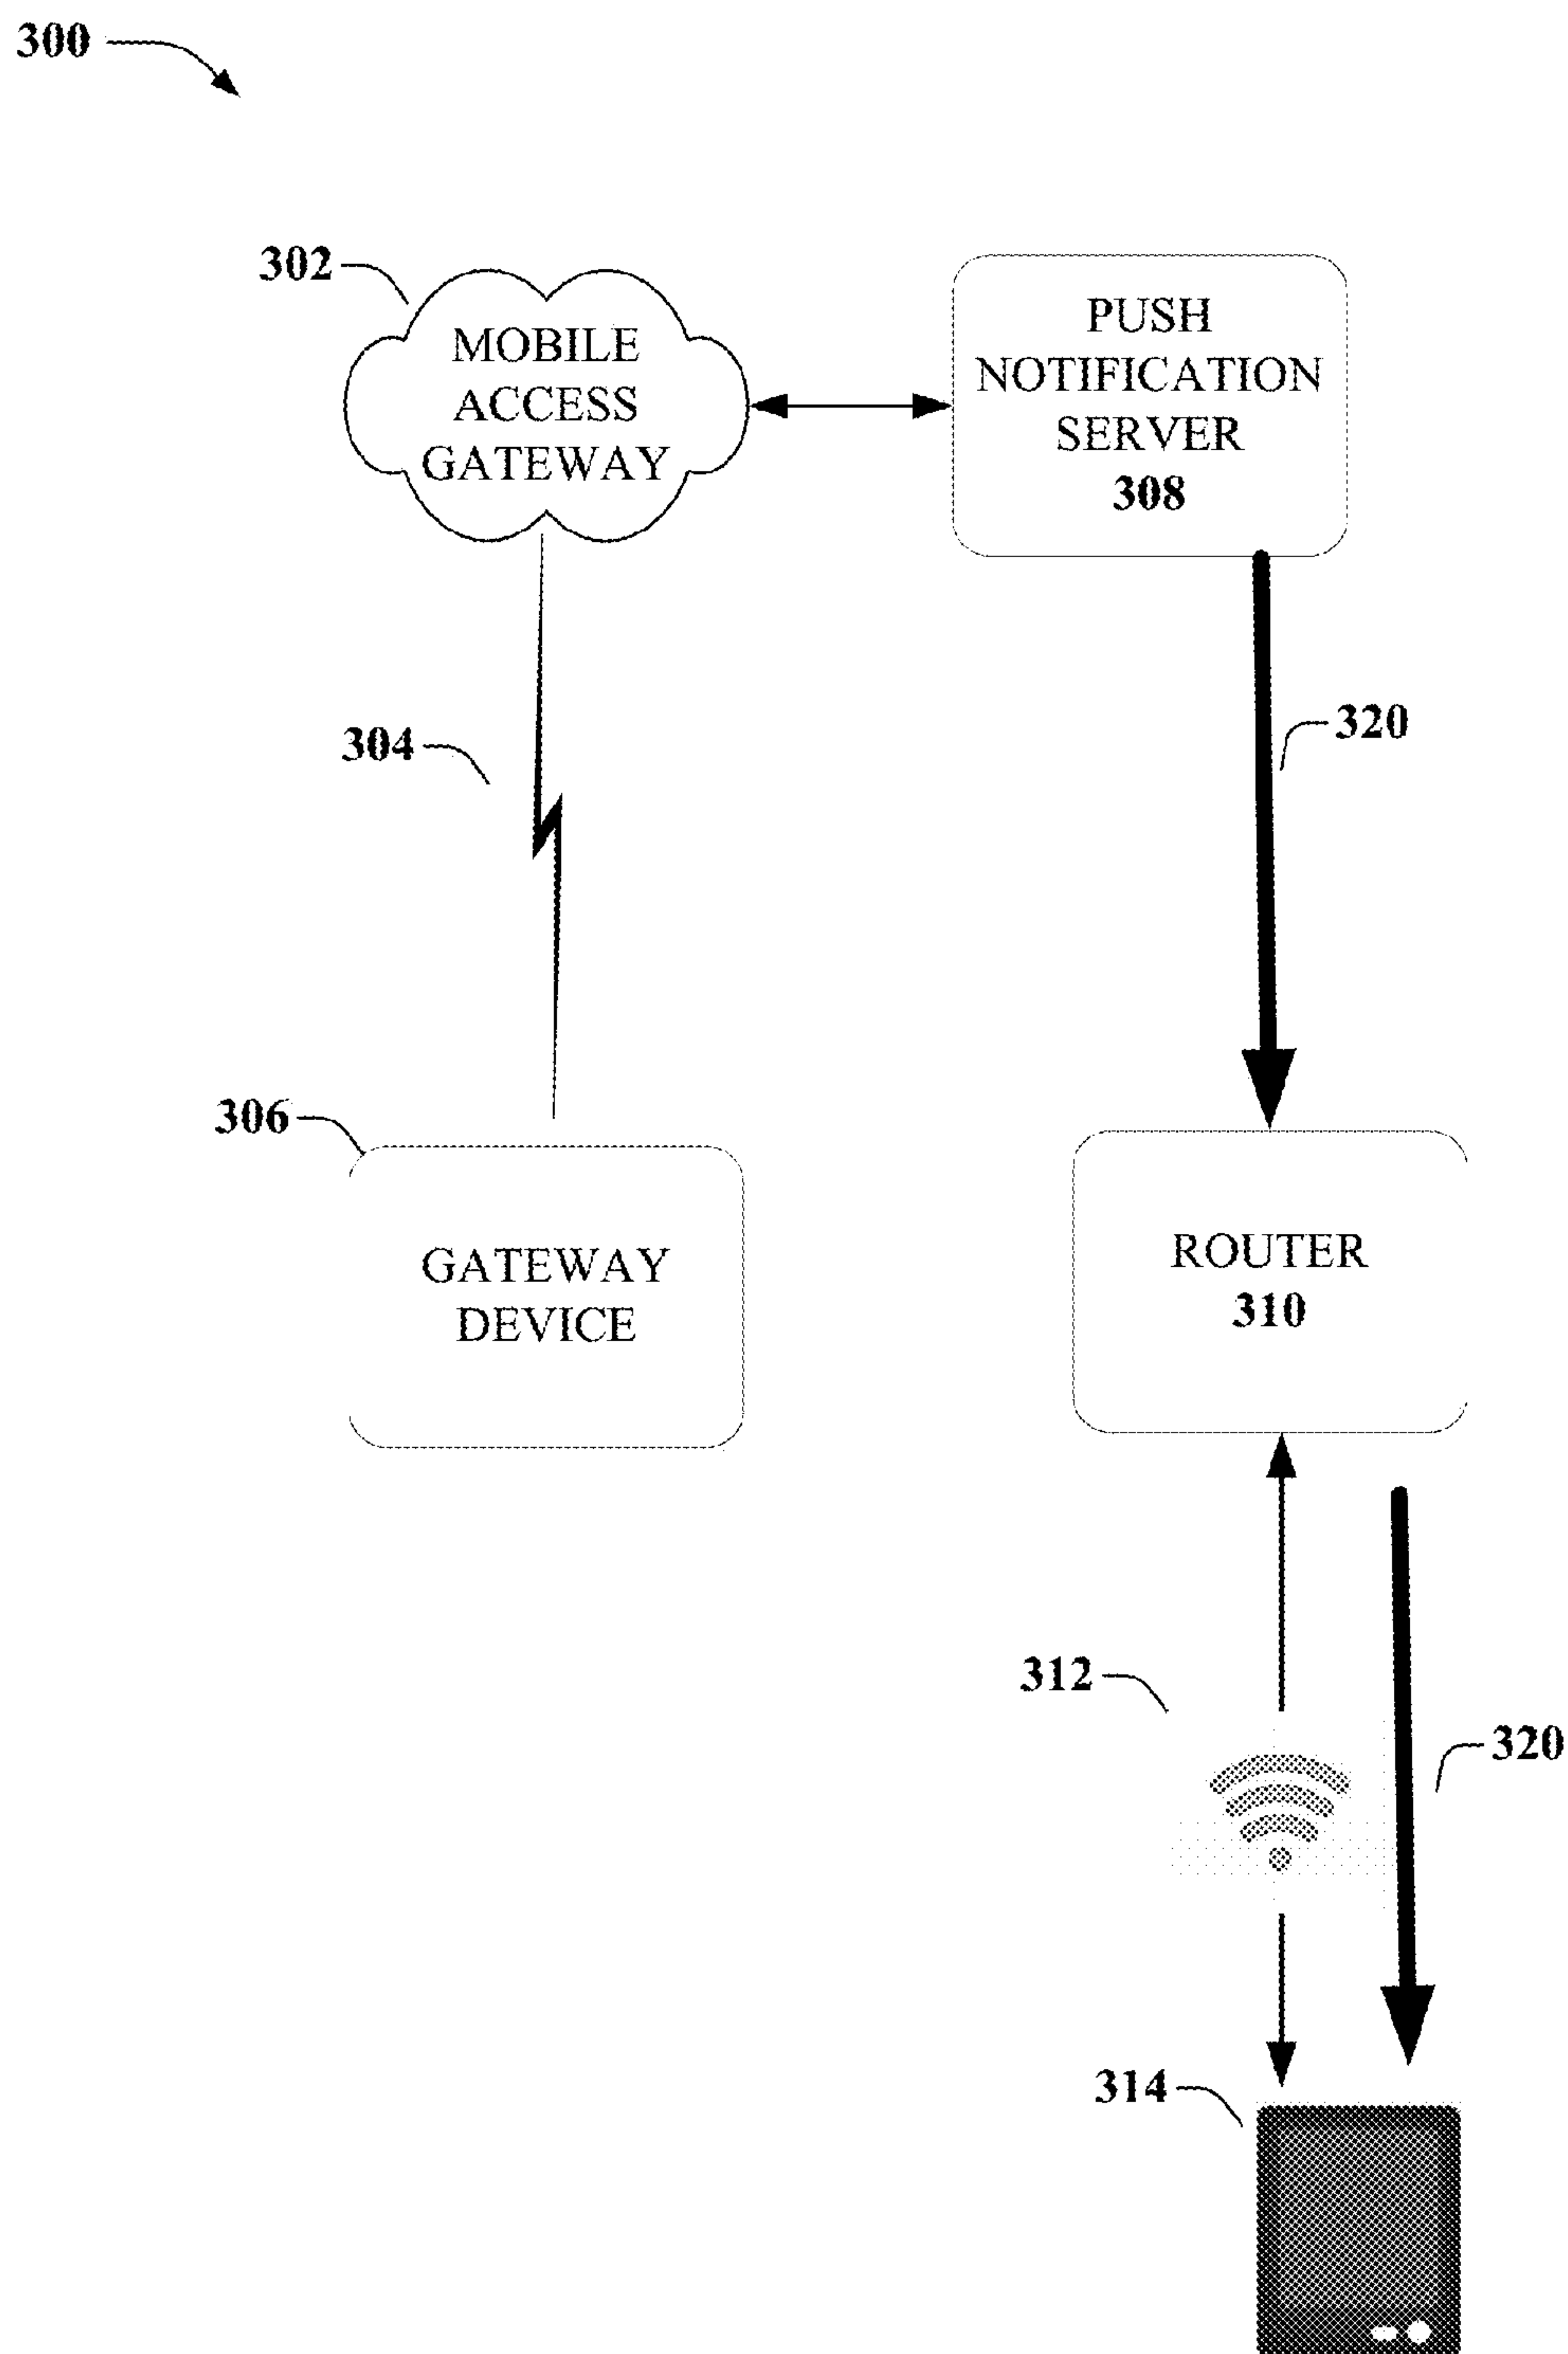 300
302
MOBILE
ACCESS
GATEWAY
PUSH
NOTIFICATION
SERVER
308
304
320
306
GATEWAY
DEVICE
ROUTER
310
312
320
314